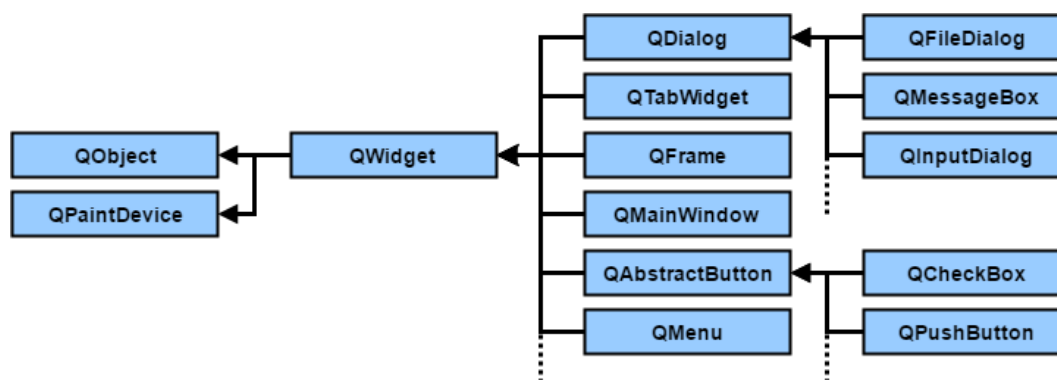 QDialog
QFileDialog
QTabWidget
QMessageBox
QObject
QWidget
QFrame
QInputDialog
QPaintDevice
QMainWindow
QAbstractButton
QCheckBox
QMenu
QPushButton